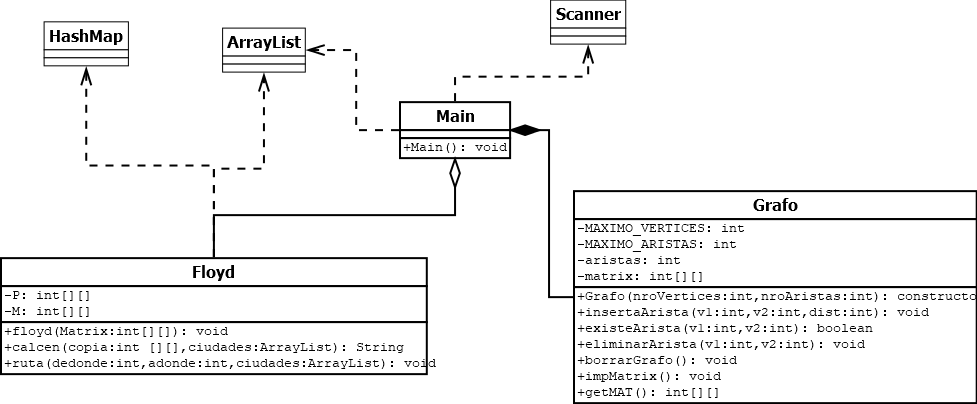 Scanner
HashMap
ArrayList
Main
+Main(): void
Grafo
-MAXIMO_VERTICES: int
-MAXIMO_ARISTAS: int
-aristas: int
-matrix: int[][]
+Grafo(nroVertices:int,nroAristas:int): constructo
+insertaArista(v1:int,v2:int,dist:int): void
+existeArista(v1:int,v2:int): boolean
+eliminarArista(v1:int,v2:int): void
+borrarGrafo(): void
+impMatrix(): void
+getMAT(): int[][]
Floyd
-P: int[][]
-M: int[][]
+floyd(Matrix:int[][]): void
+calcen(copia:int [][],ciudades:ArrayList): String
+ruta(dedonde:int,adonde:int,ciudades:ArrayList): void